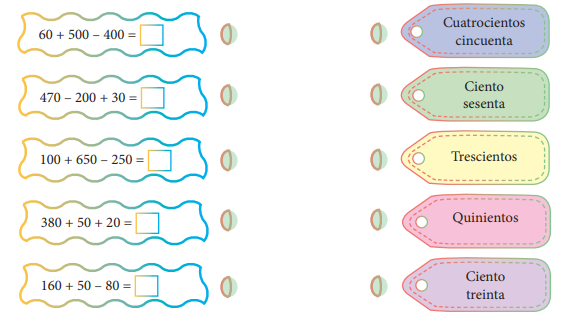 60 + 500 – 400 =
Cuatrocientos
cincuenta
470 – 200 + 30 =
Ciento
sesenta
100 + 650 – 250 =
Trescientos
380 + 50 + 20 =
Quinientos
160 + 50 – 80 =
Ciento
treinta